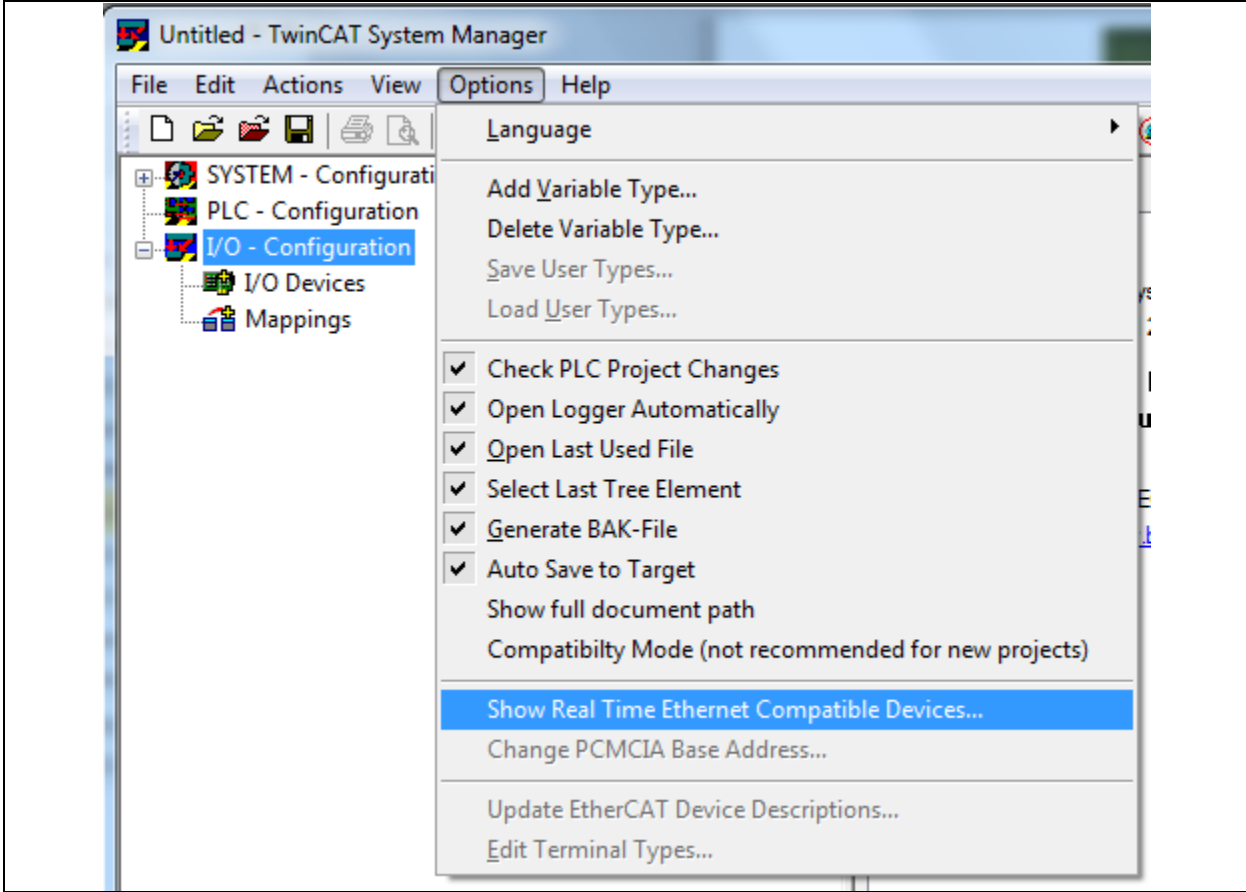 Untitled - TwinCAT System Manager
File Edit Actions View Options Help
Language
SYSTEM - Configurati
PLC - Configuration
I/O - Configuration
I/O Devices
Mappings
Add Variable Type...
Delete Variable Type...
Save User Types...
Load User Types...
Check PLC Project Changes
Open Logger Automatically
Open Last Used File
Select Last Tree Element
Generate BAK-File
Auto Save to Target
Show full document path
Compatibilty Mode (not recommended for new projects)
Show Real Time Ethernet Compatible Devices...
Change PCMCIA Base Address...
Update EtherCAT Device Descriptions...
Edit Terminal Types...